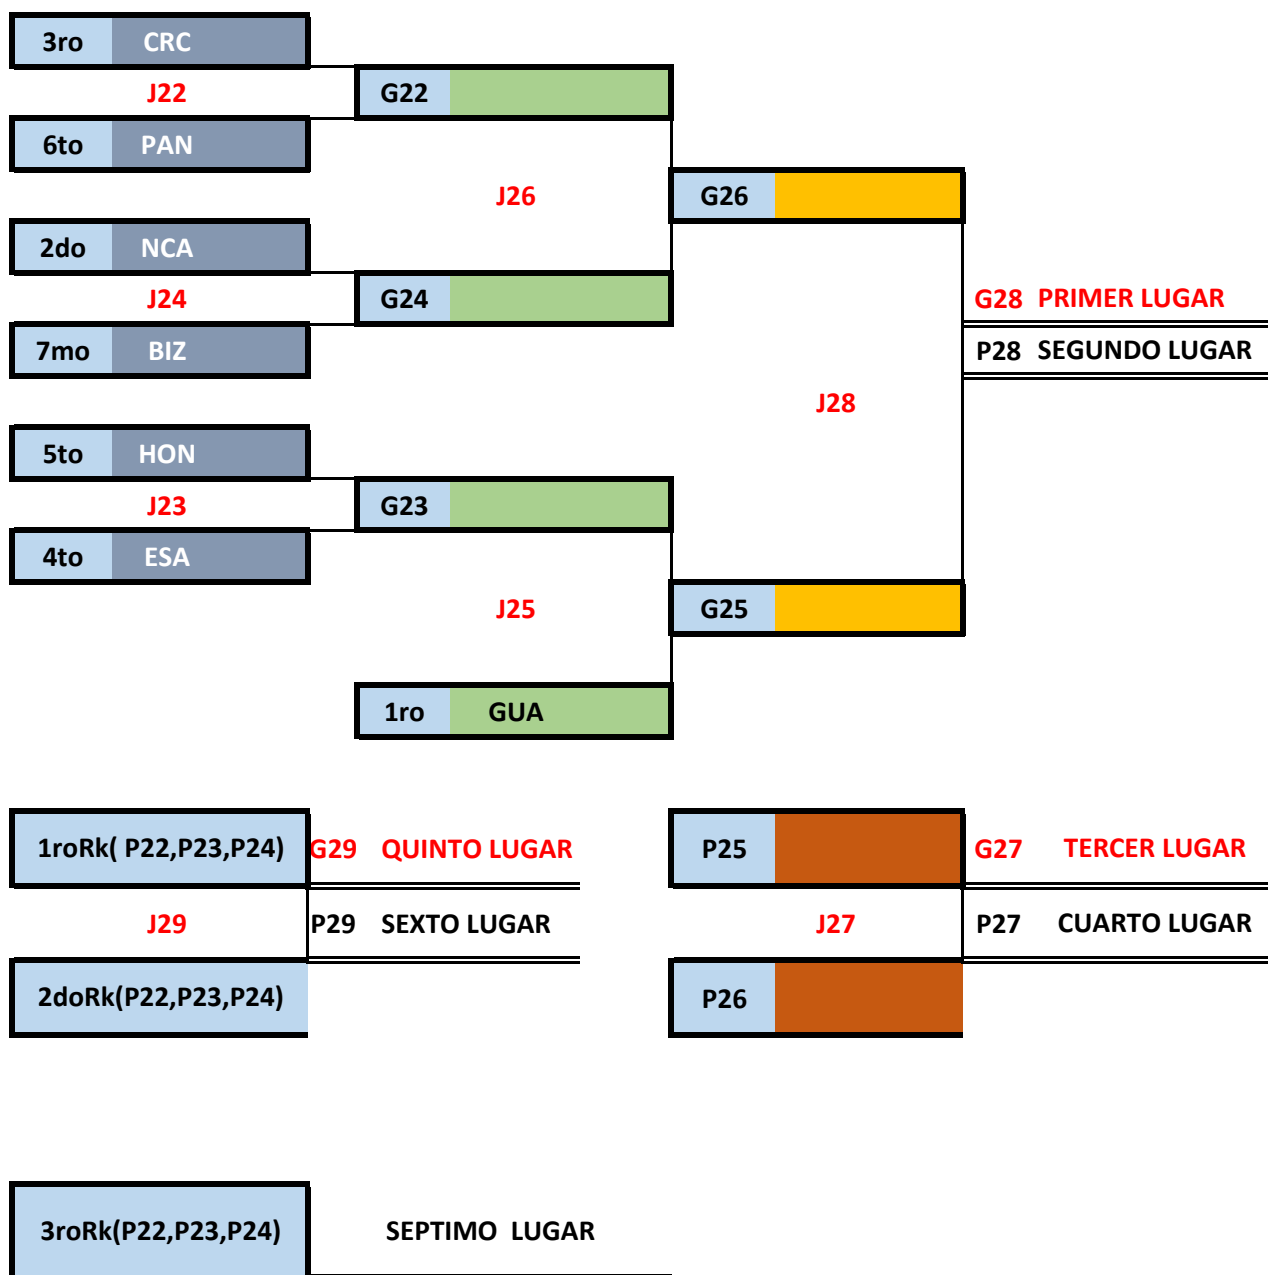 3ro CRC
J22 G22
6to PAN
J26 G26
2do NCA
J24 G24 G28 PRIMER LUGAR
7mo BIZ P28 SEGUNDO LUGAR
J28
5to HON
J23 G23
4to ESA
J25 G25
1ro GUA
1roRk( P22,P23,P24) G29 QUINTO LUGAR P25 G27 TERCER LUGAR
J29 P29 SEXTO LUGAR J27 P27 CUARTO LUGAR
2doRk(P22,P23,P24) P26
3roRk(P22,P23,P24) SEPTIMO LUGAR